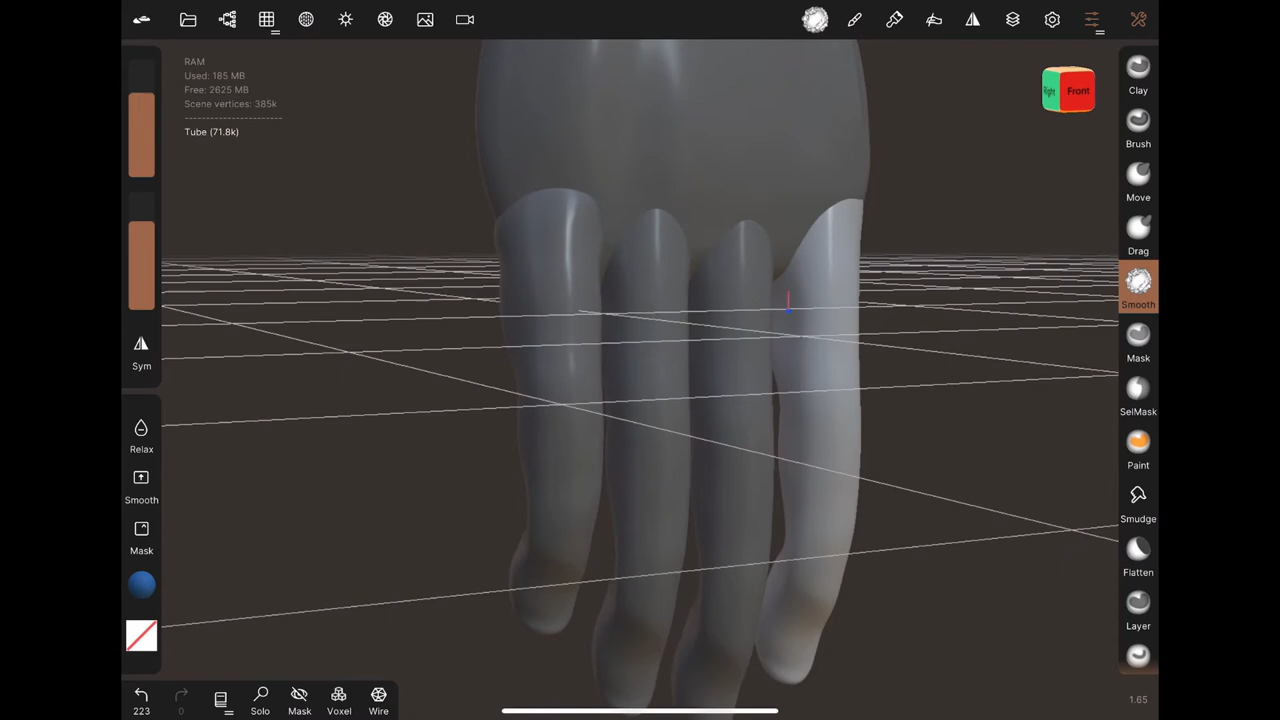 RAM
Used: 185 MB
Free: 2625 MB
Scene vertices: 385k
-----------------------
Tube (71.8k)
Right
Front
Clay
Brush
Move
Drag
Smooth
Mask
SelMask
Paint
Smudge
Flatten
Layer
Sym
Relax
Smooth
Mask
223
0
Solo
Mask
Voxel
Wire
1.65